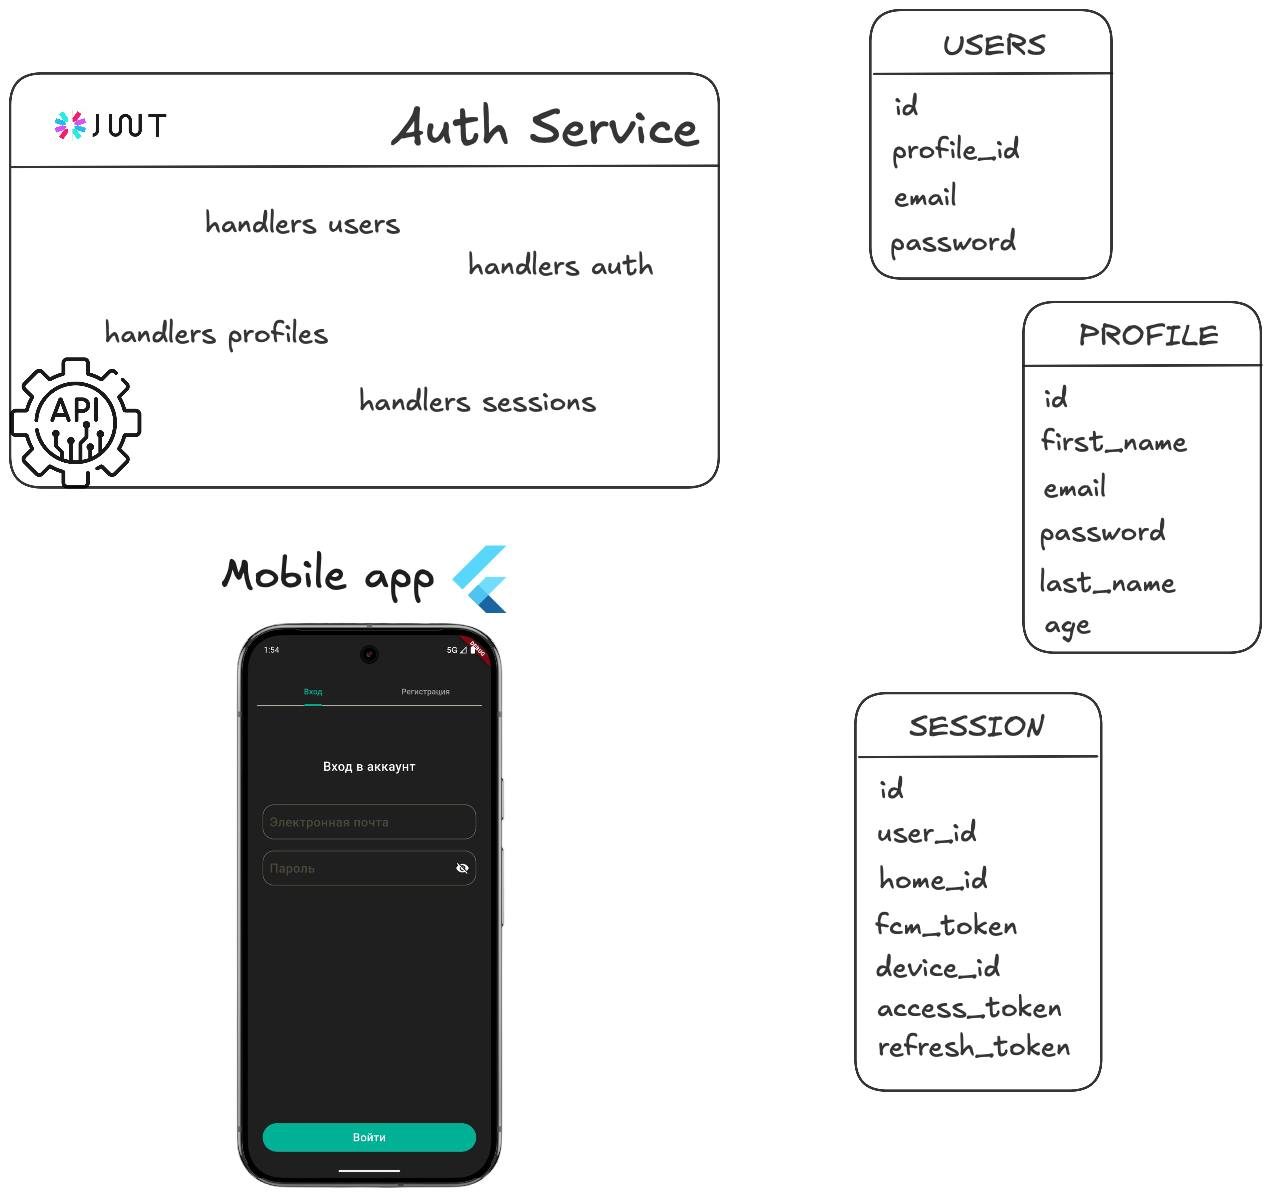 JWT
Auth Service
handlers users
handlers auth
handlers profiles
handlers sessions
API
Mobile app
1:54
5G
DEBUG
Вход
Регистрация
Вход в аккаунт
Электронная почта
Пароль
Войти
USERS
id
profile_id
email
password
PROFILE
id
first_name
email
password
last_name
age
SESSION
id
user_id
home_id
fcm_token
device_id
access_token
refresh_token